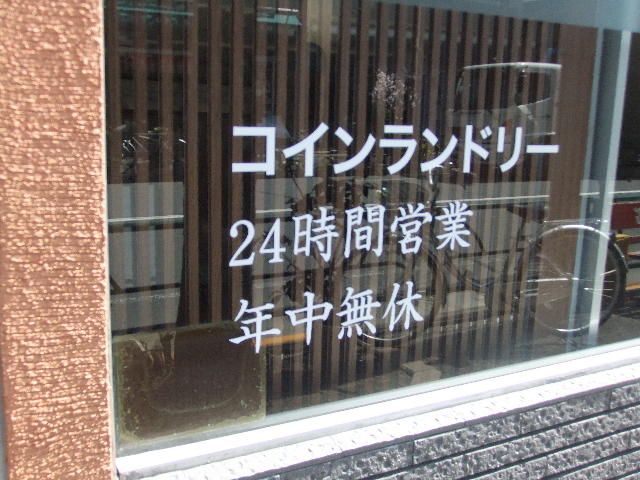 コインランドリー
24時間営業
年中無休